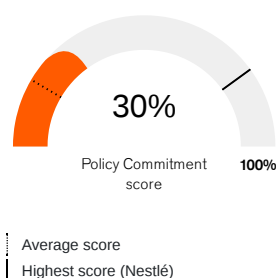 30%
Policy Commitment
score
100%
Average score
Highest score (Nestlé)